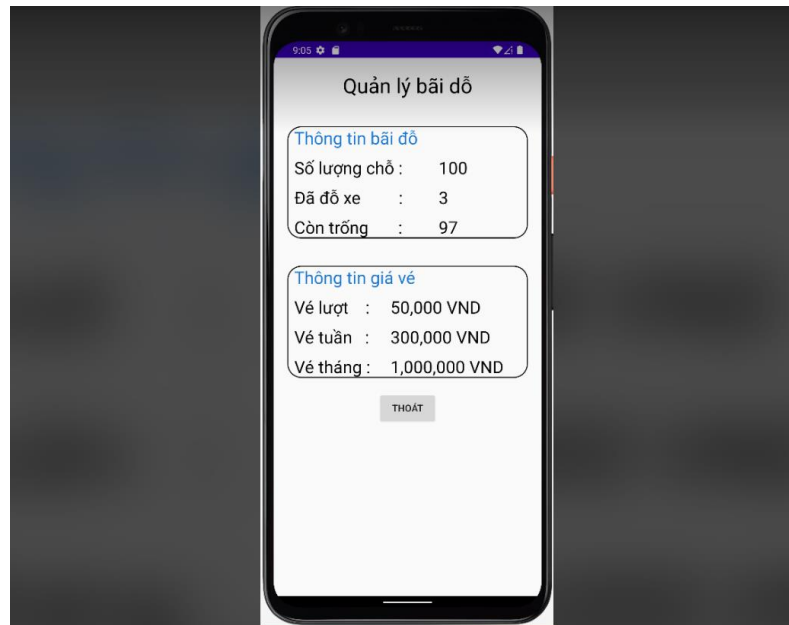 9:05
Quản lý bãi dỗ
Thông tin bãi đỗ
Số lượng chỗ : 100
Đã đỗ xe : 3
Còn trống : 97
Thông tin giá vé
Vé lượt : 50,000 VND
Vé tuần : 300,000 VND
Vé tháng : 1,000,000 VND
THOÁT